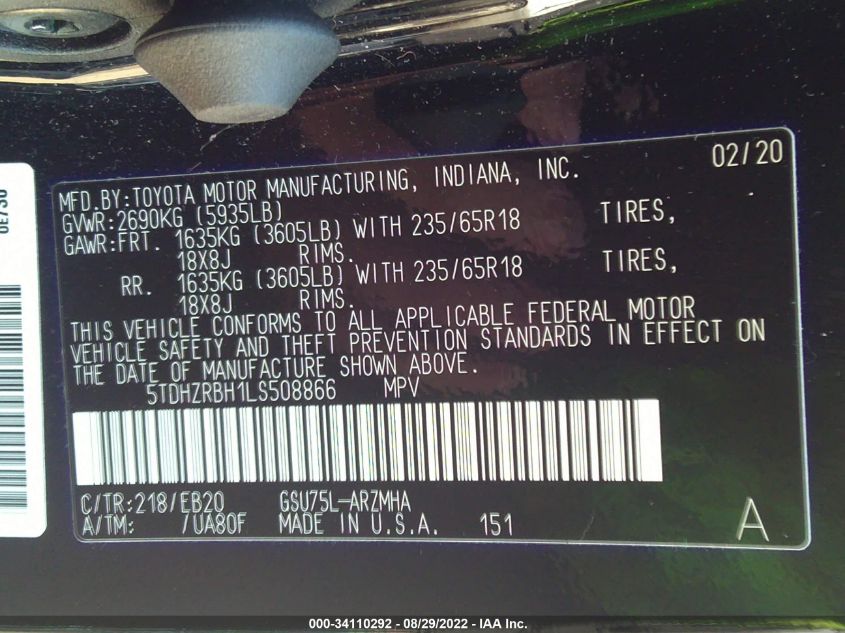 02/20
MFD.BY:TOYOTA MOTOR MANUFACTURING, INDIANA, INC.
GVWR:2690KG (5935LB)
GAWR:FRT. 1635KG (3605LB) WITH 235/65R18 TIRES,
18X8J RIMS.
RR. 1635KG (3605LB) WITH 235/65R18 TIRES,
18X8J RIMS.
THIS VEHICLE CONFORMS TO ALL APPLICABLE FEDERAL MOTOR
VEHICLE SAFETY AND THEFT PREVENTION STANDARDS IN EFFECT ON
THE DATE OF MANUFACTURE SHOWN ABOVE.
5TDHZRBH1LS508866 MPV
C/TR:218/EB20 GSU75L-ARZMHA
A/TM: /UA80F MADE IN U.S.A. 151
A
000-34110292 - 08/29/2022 - IAA Inc.